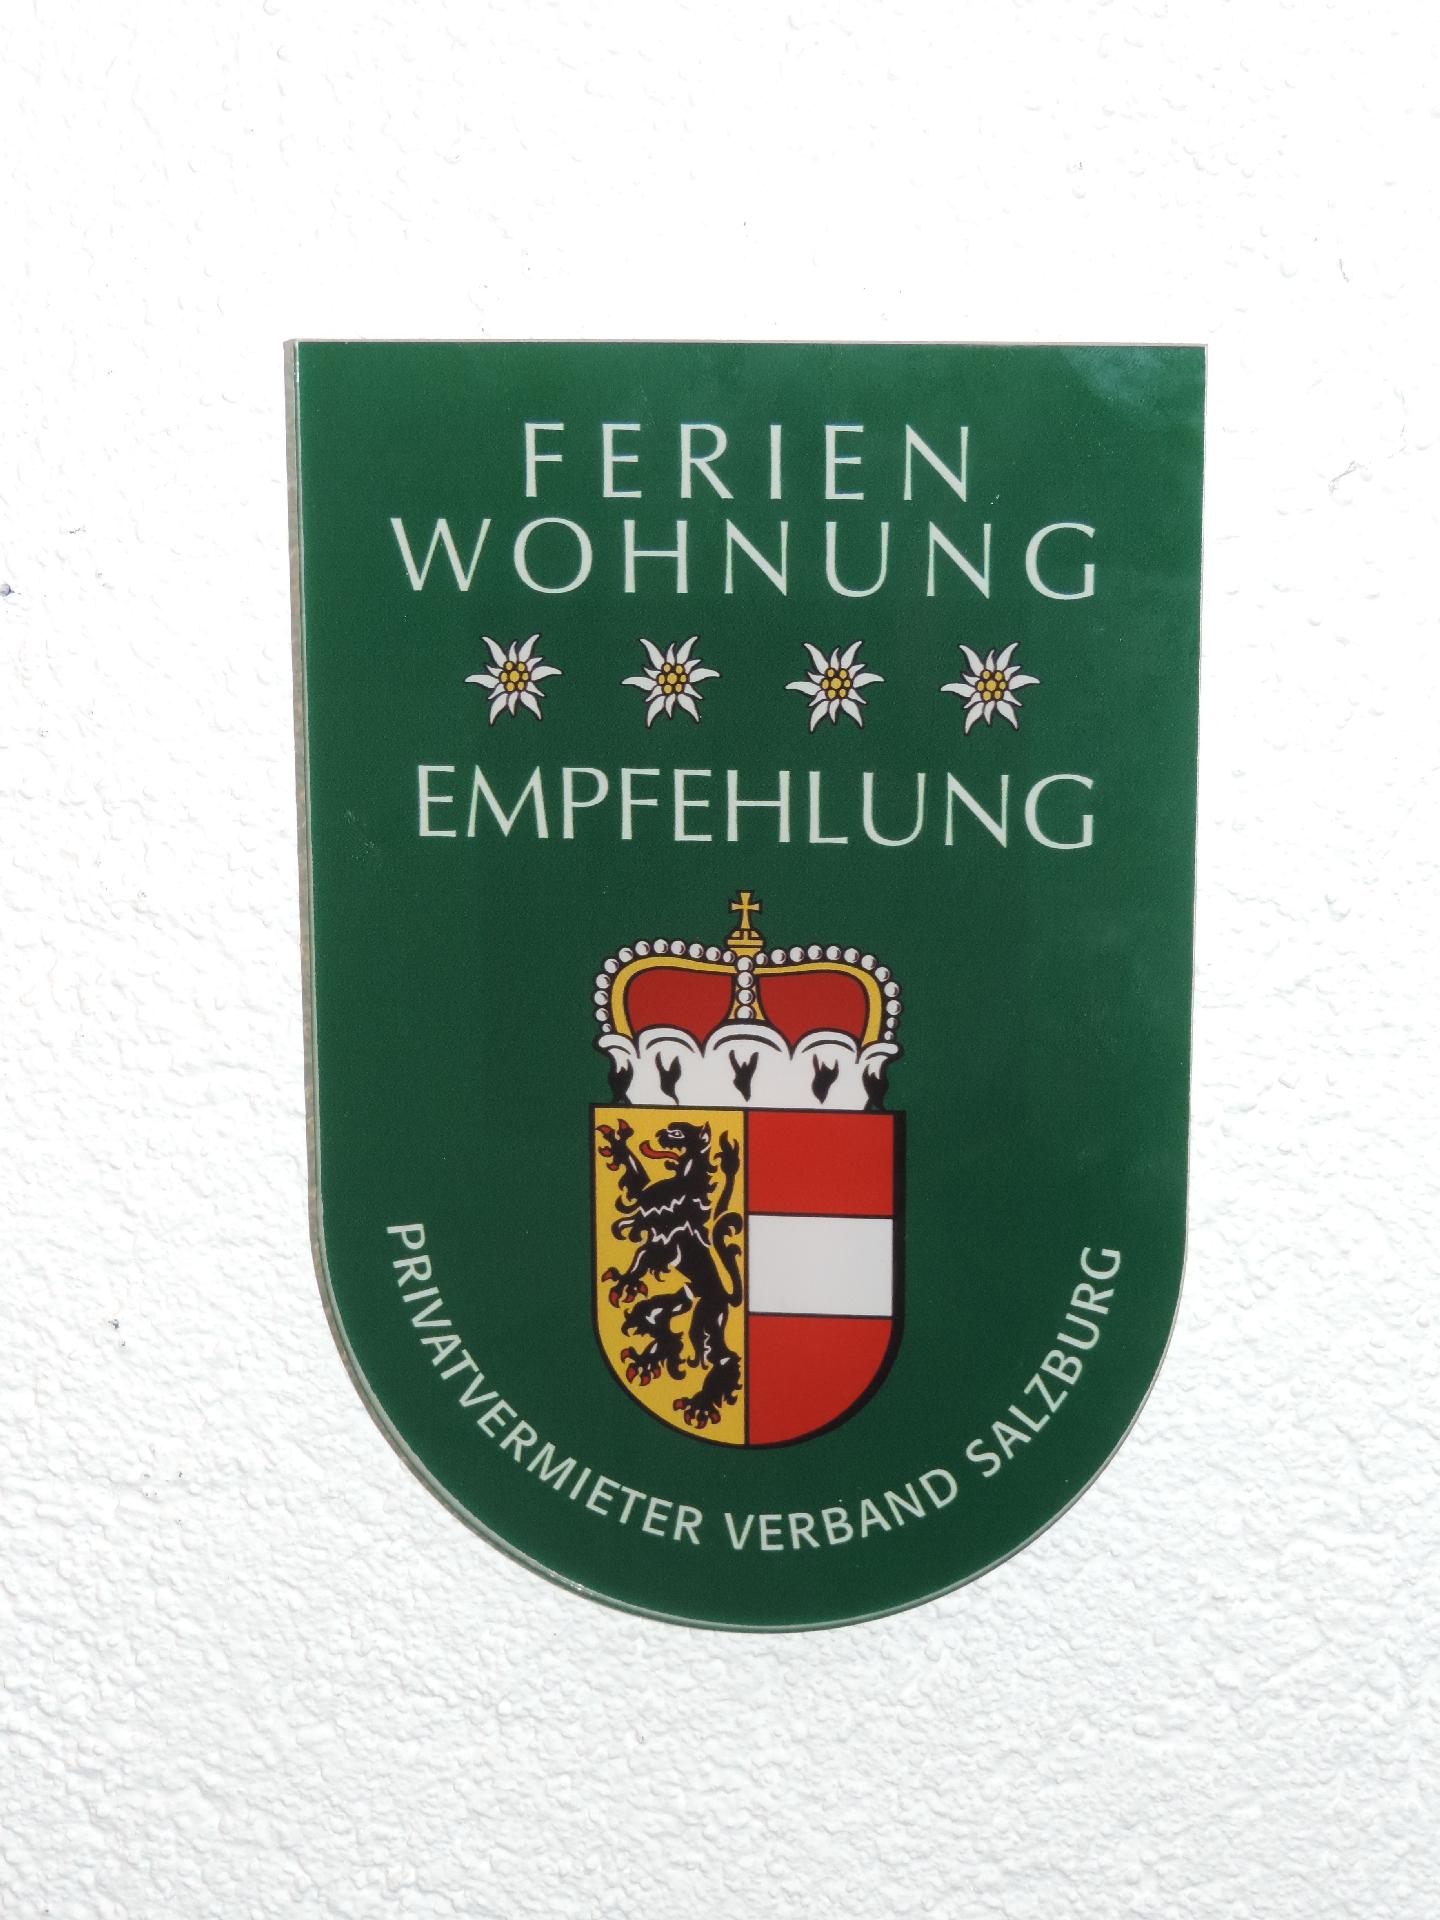 FERIEN
WOHNUNG
EMPFEHLUNG
PRIVATVERMIETER VERBAND SALZBURG